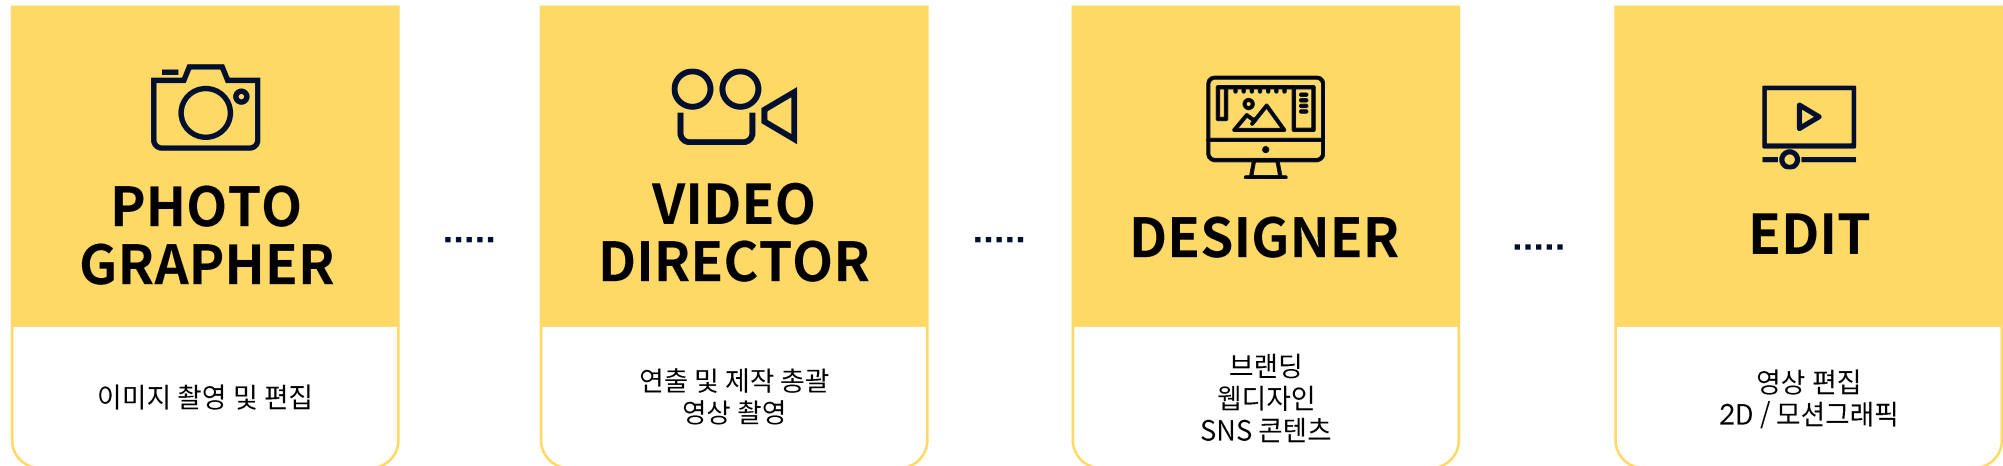 PHOTO
GRAPHER
이미지 촬영 및 편집
VIDEO
DIRECTOR
연출 및 제작 총괄
영상 촬영
DESIGNER
브랜딩
웹디자인
SNS 콘텐츠
EDIT
영상 편집
2D / 모션그래픽